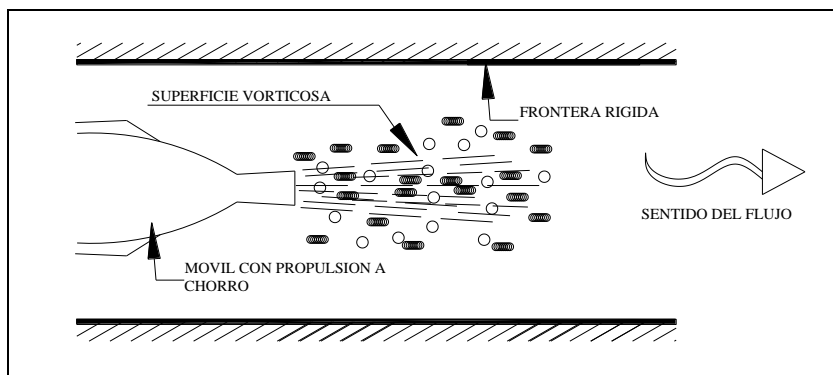 SUPERFICIE VORTICOSA
FRONTERA RIGIDA
SENTIDO DEL FLUJO
MOVIL CON PROPULSION A
CHORRO